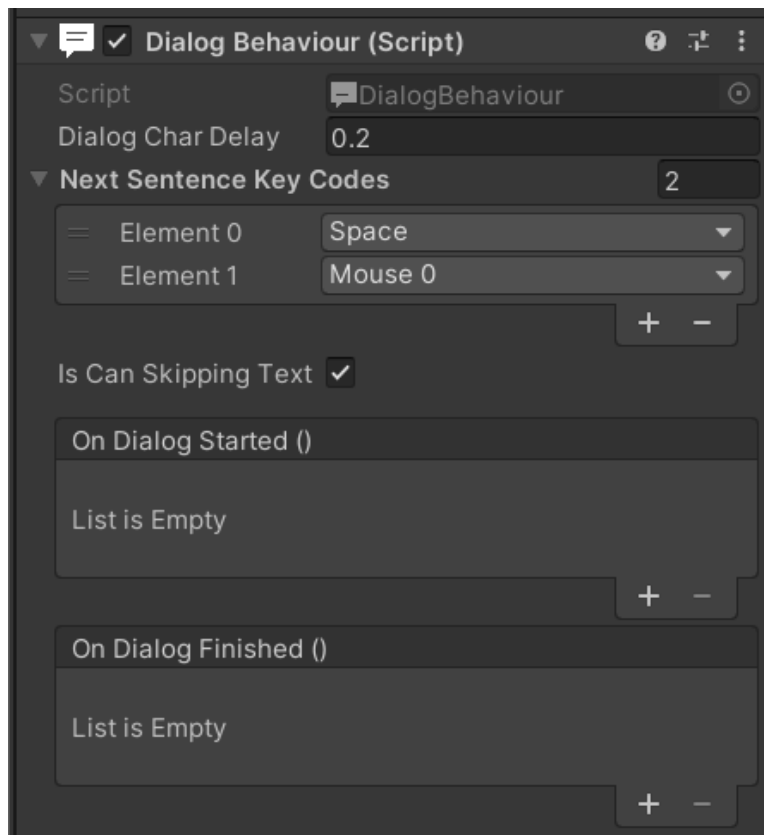 Dialog Behaviour (Script)
Script DialogBehaviour
Dialog Char Delay 0.2
Next Sentence Key Codes 2
Element 0 Space
Element 1 Mouse 0
Is Can Skipping Text
On Dialog Started ()
List is Empty
On Dialog Finished ()
List is Empty